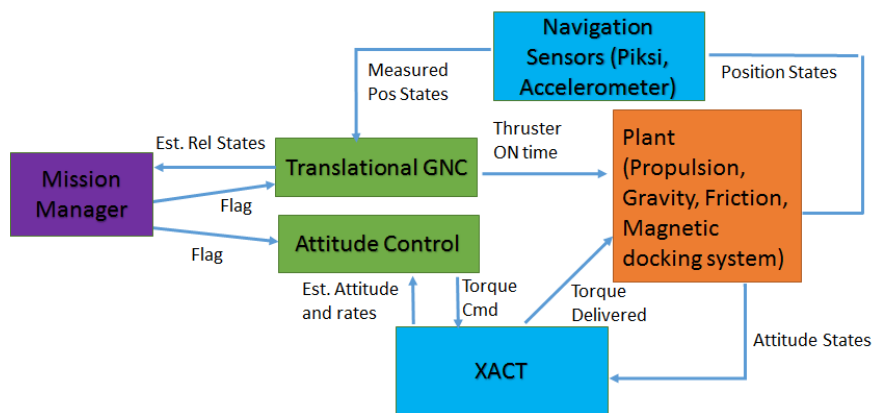 Navigation
Sensors (Piksi,
Accelerometer)
Measured
Pos States
Position States
Est. Rel States
Translational GNC
Thruster
ON time
Plant
(Propulsion,
Gravity, Friction,
Magnetic
docking system)
Mission
Manager
Flag
Attitude Control
Flag
Est. Attitude
and rates
Torque
Cmd
Torque
Delivered
Attitude States
XACT